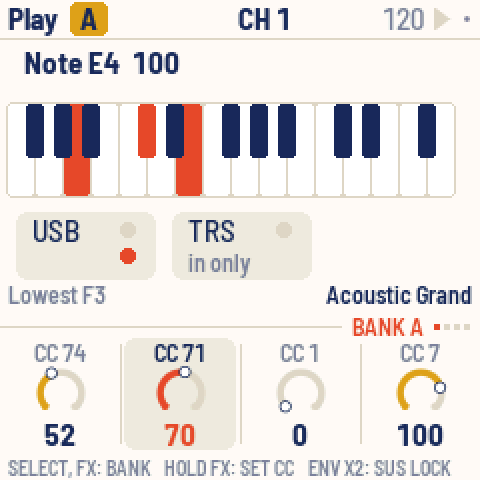 Play A CH 1 120
Note E4 100
USB TRS
in only
Lowest F3 Acoustic Grand
BANK A
CC 74 CC 71 CC 1 CC 7
52 70 0 100
SELECT, FX: BANK HOLD FX: SET CC ENV X2: SUS LOCK